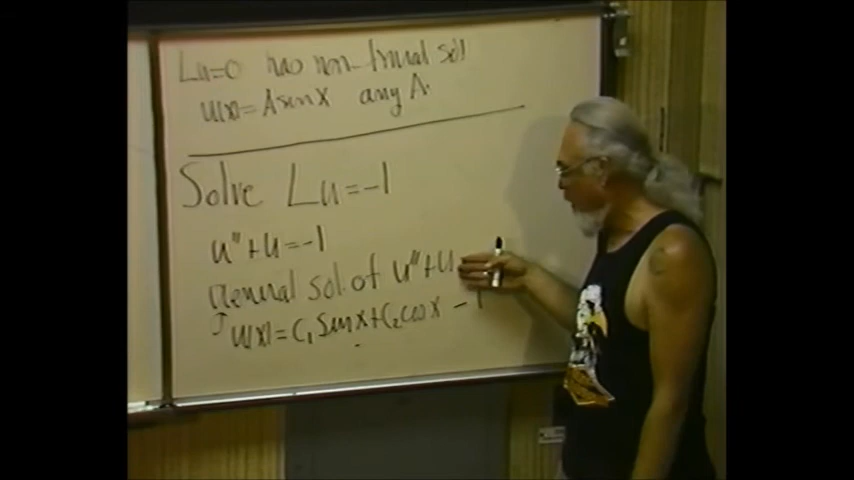 Lu=0 has non-trivial sol
u(x)=A sin x any A.
Solve Lu=-1
u"+u=-1
General sol. of u"+u
u(x)=C₁ sin x+C₂ cos x -1